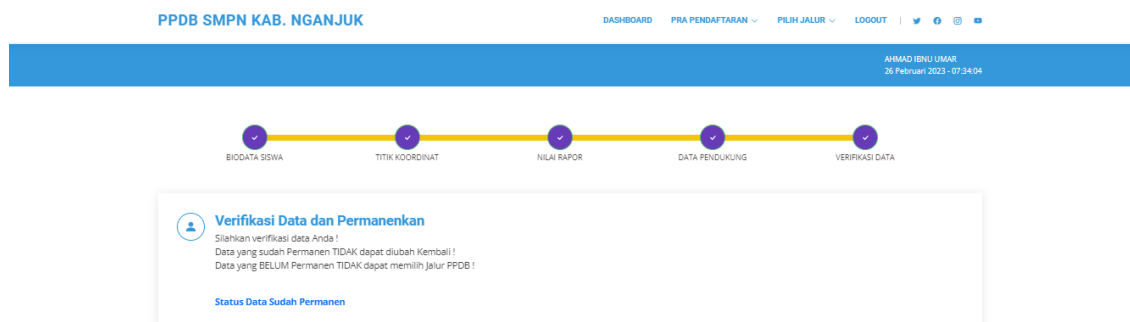 PPDB SMPN KAB. NGANJUK
DASHBOARD PRA PENDAFTARAN PILIH JALUR LOGOUT
AHMAD IBNU UMAR
26 Pebruari 2023 - 07:34:04
BIODATA SISWA TITIK KOORDINAT NILAI RAPOR DATA PENDUKUNG VERIFIKASI DATA
Verifikasi Data dan Permanenkan
Silahkan verifikasi data Anda !
Data yang sudah Permanen TIDAK dapat diubah Kembali !
Data yang BELUM Permanen TIDAK dapat memilih Jalur PPDB !
Status Data Sudah Permanen